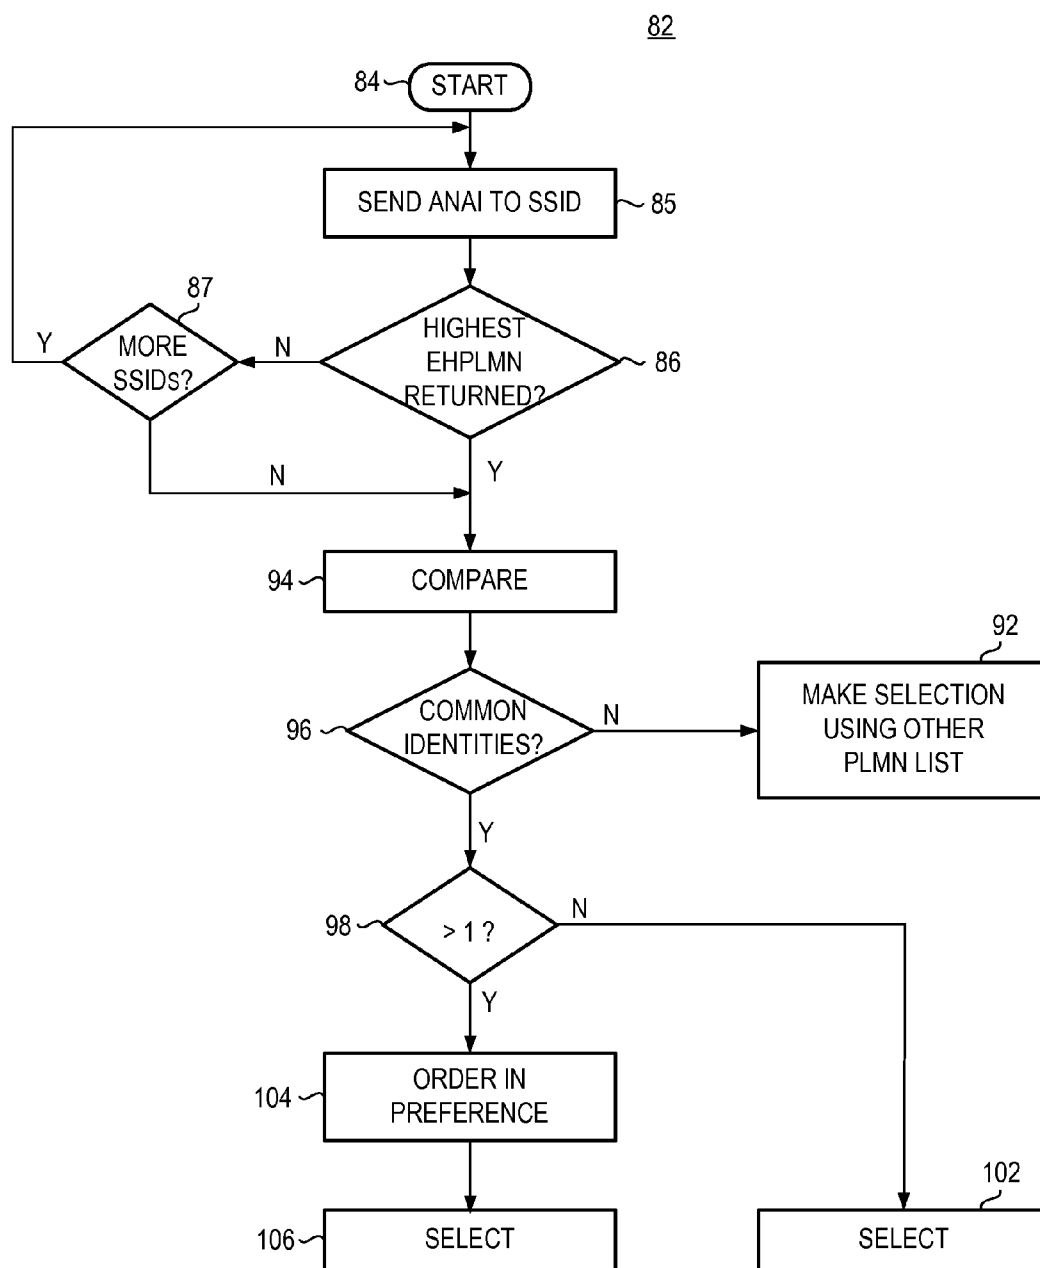 82
84
START
SEND ANAI TO SSID
85
87
Y
MORE
SSIDs?
N
HIGHEST
EHPLMN
RETURNED?
86
N
Y
94
COMPARE
92
96
COMMON
IDENTITIES?
N
MAKE SELECTION
USING OTHER
PLMN LIST
Y
98
> 1 ?
N
Y
104
ORDER IN
PREFERENCE
102
106
SELECT
SELECT